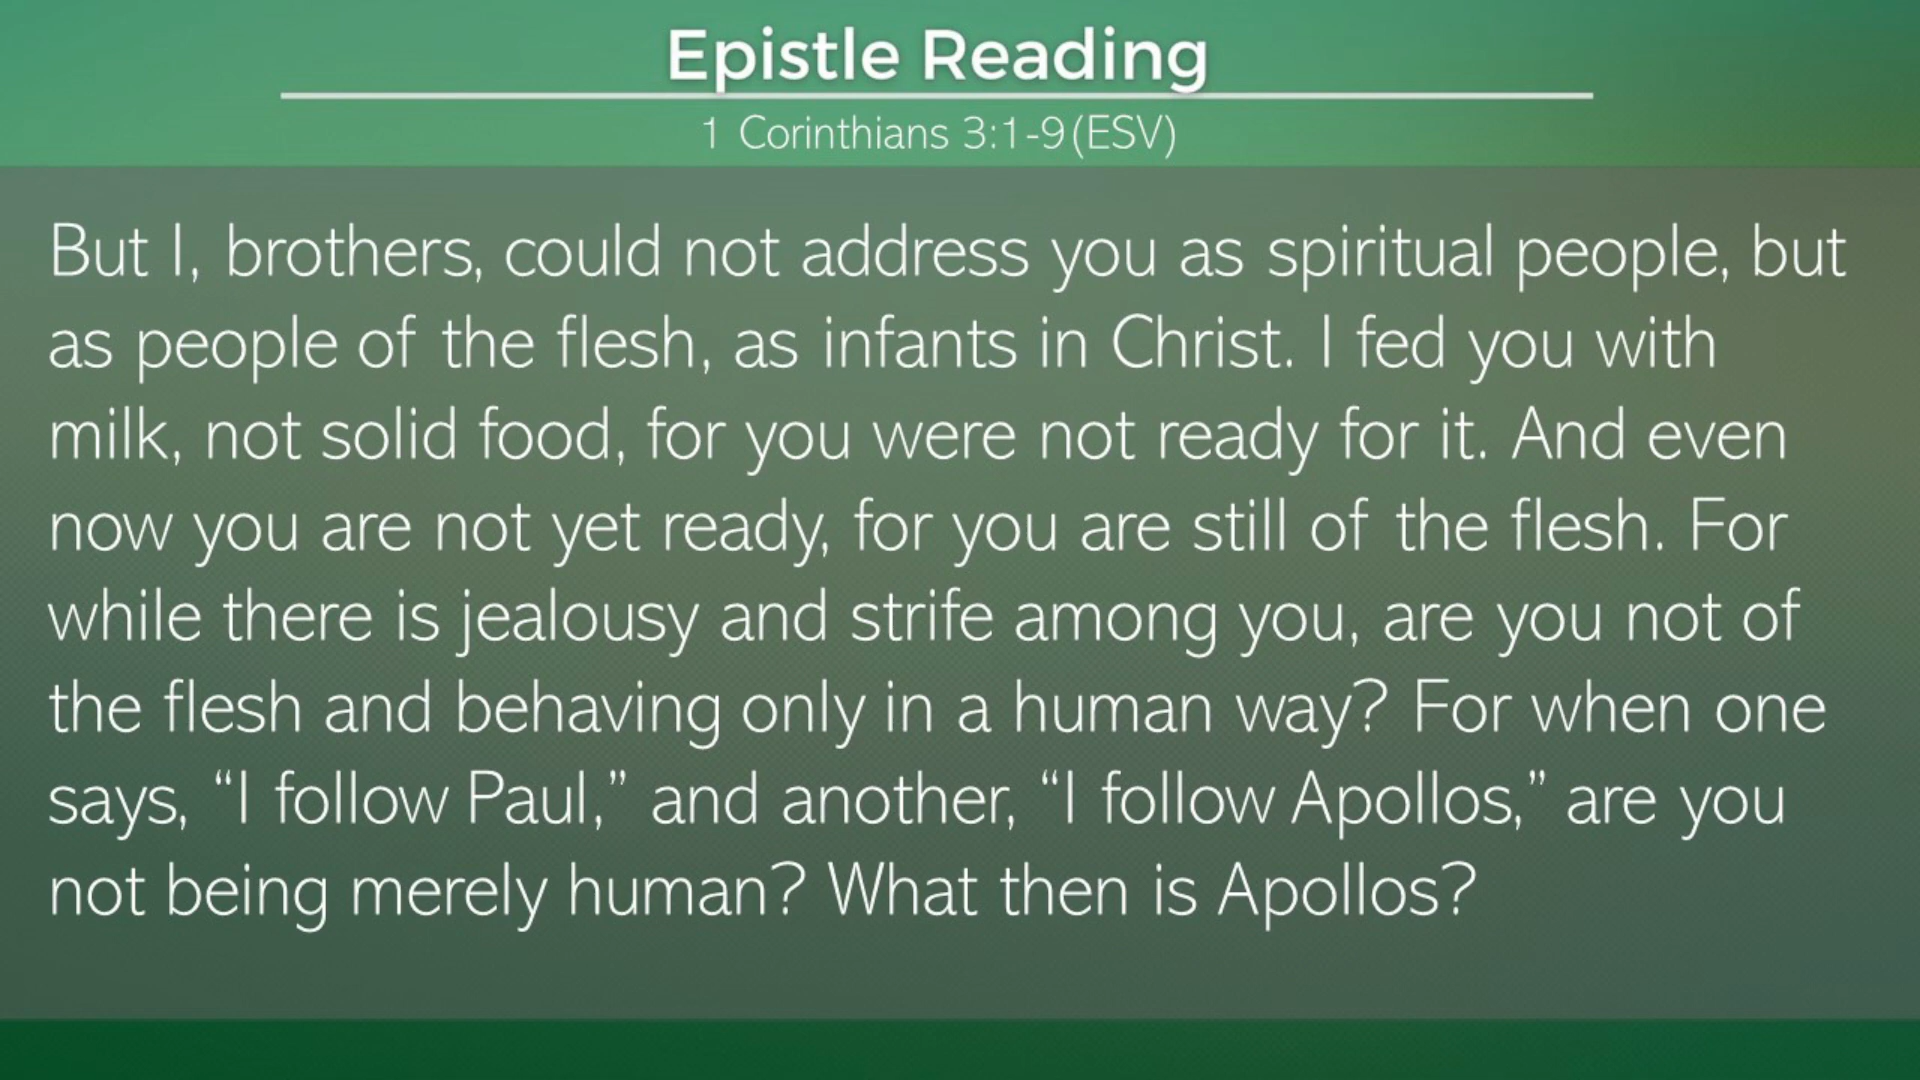 Epistle Reading
1 Corinthians 3:1-9(ESV)
But I, brothers, could not address you as spiritual people, but
as people of the flesh, as infants in Christ. I fed you with
milk, not solid food, for you were not ready for it. And even
now you are not yet ready, for you are still of the flesh. For
while there is jealousy and strife among you, are you not of
the flesh and behaving only in a human way? For when one
says, “I follow Paul,” and another, “I follow Apollos,” are you
not being merely human? What then is Apollos?